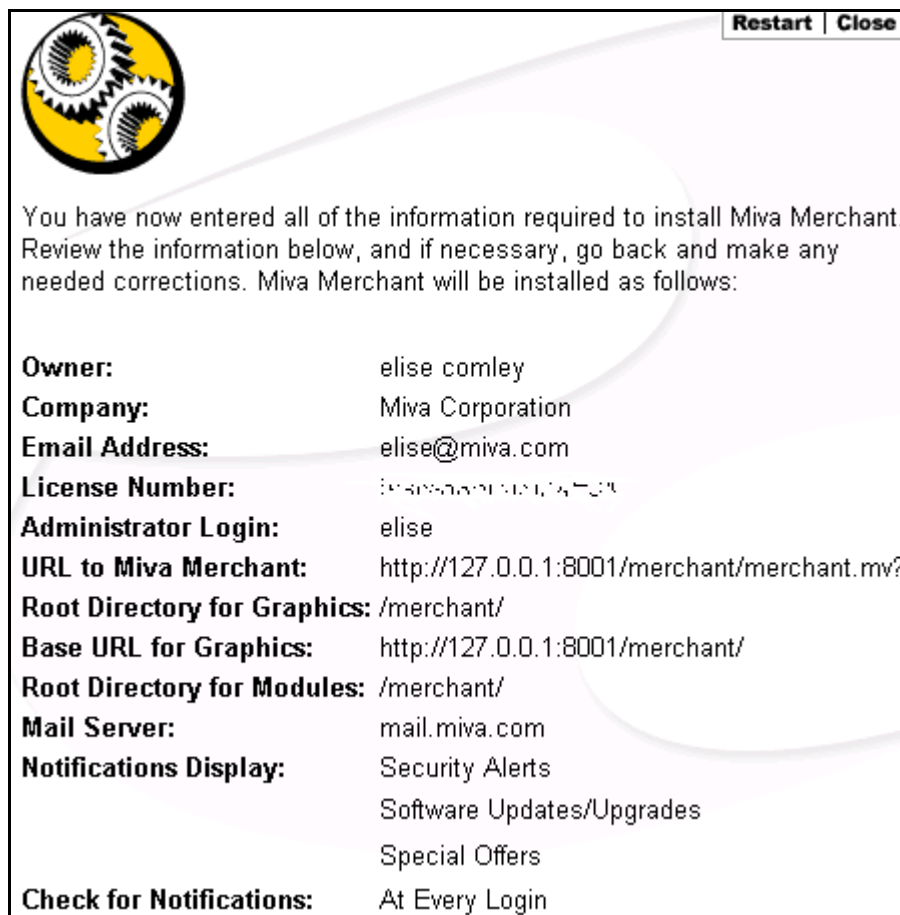 Restart | Close
You have now entered all of the information required to install Miva Merchant.
Review the information below, and if necessary, go back and make any
needed corrections. Miva Merchant will be installed as follows:
Owner: elise comley
Company: Miva Corporation
Email Address: elise@miva.com
License Number:
Administrator Login: elise
URL to Miva Merchant: http://127.0.0.1:8001/merchant/merchant.mv?
Root Directory for Graphics: /merchant/
Base URL for Graphics: http://127.0.0.1:8001/merchant/
Root Directory for Modules: /merchant/
Mail Server: mail.miva.com
Notifications Display: Security Alerts
Software Updates/Upgrades
Special Offers
Check for Notifications: At Every Login